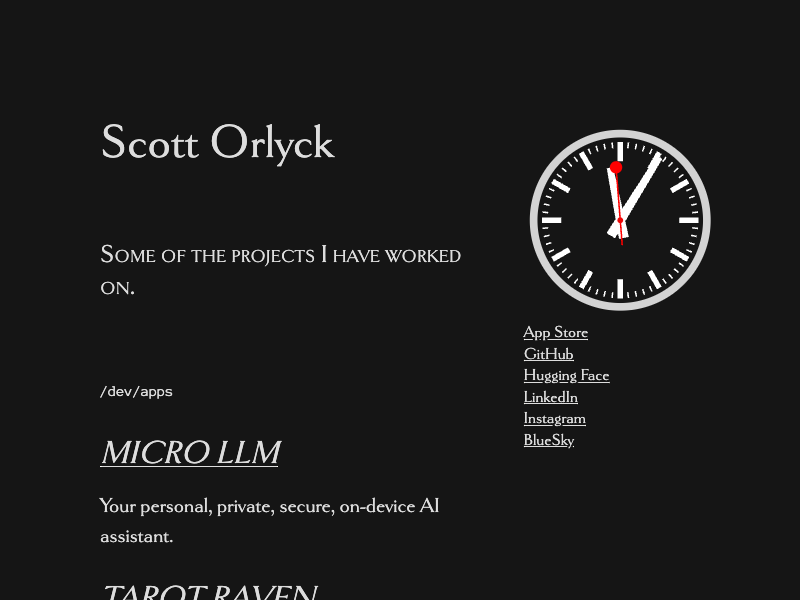 Scott Orlyck
Some of the projects I have worked
on.
/dev/apps
MICRO LLM
Your personal, private, secure, on-device AI
assistant.
TAROT RAVEN
App Store
GitHub
Hugging Face
LinkedIn
Instagram
BlueSky